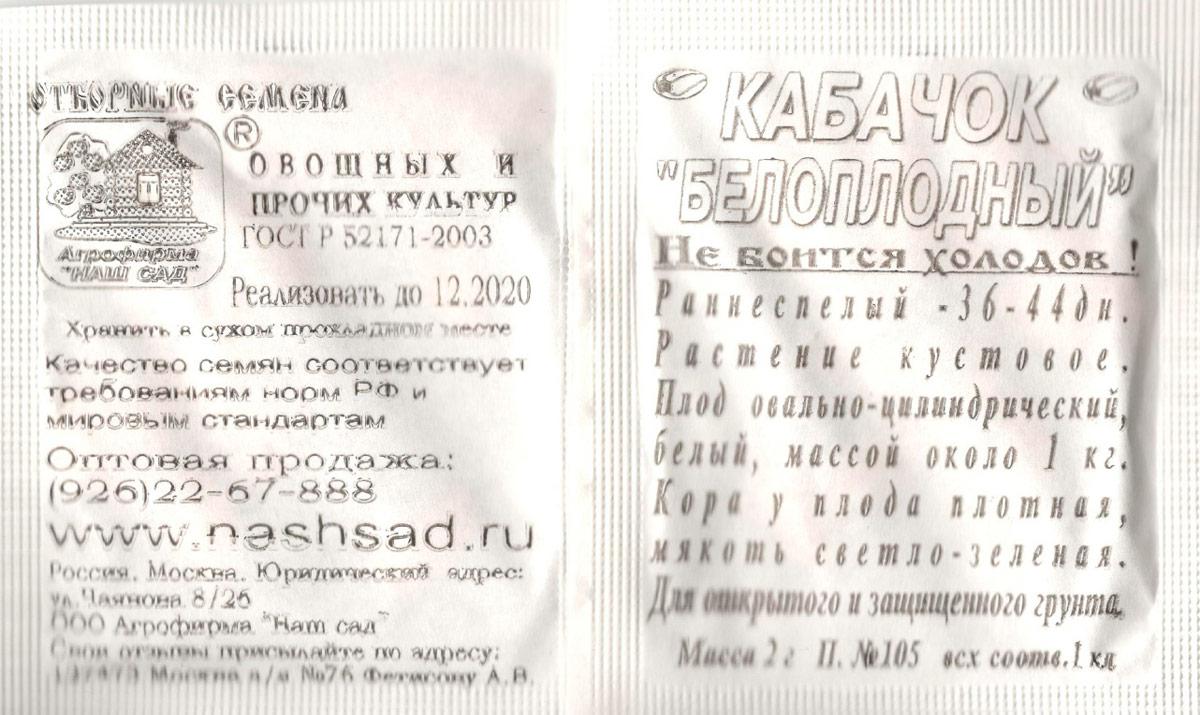 ОТБОРНЫЕ СЕМЕНА
®
ОВОЩНЫХ И
ПРОЧИХ КУЛЬТУР
ГОСТ Р 52171-2003
Агрофирма
"НАШ САД"
Реализовать до 12.2020
Хранить в сухом прохладном месте
Качество семян соответствует
требованиям норм РФ и
мировым стандартам
Оптовая продажа:
(926)22-67-888
www.nashsad.ru
Россия. Москва. Юридический адрес:
ул.Чаянова 8/26
ООО Агрофирма "Наш сад"
Свои отзывы присылайте по адресу:
Москва а/я №76 Фетисову А.В.
КАБАЧОК
"БЕЛОПЛОДНЫЙ"
Не боится холодов !
Раннеспелый -36-44дн.
Растение кустовое.
Плод овально-цилиндрический,
белый, массой около 1 кг.
Кора у плода плотная,
мякоть светло-зеленая.
Для открытого и защищенного грунта.
Масса 2 г П. №105 всх соотв.1 кл